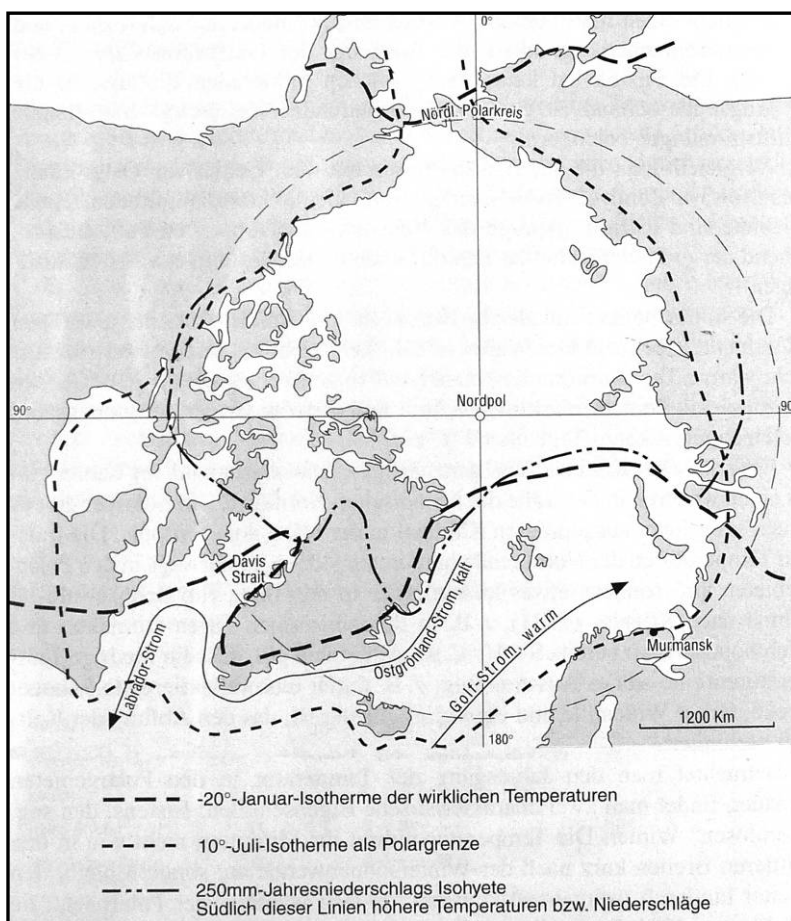 0°
Nördl. Polarkreis
90°
Nordpol
90
Davis
Strait
Labrador-Strom
Ostgrönland-Strom, kalt
Golf-Strom, warm
Murmansk
180°
1200 Km
-20°-Januar-Isotherme der wirklichen Temperaturen
10°-Juli-Isotherme als Polargrenze
250mm-Jahresniederschlags Isohyete
Südlich dieser Linien höhere Temperaturen bzw. Niederschläge